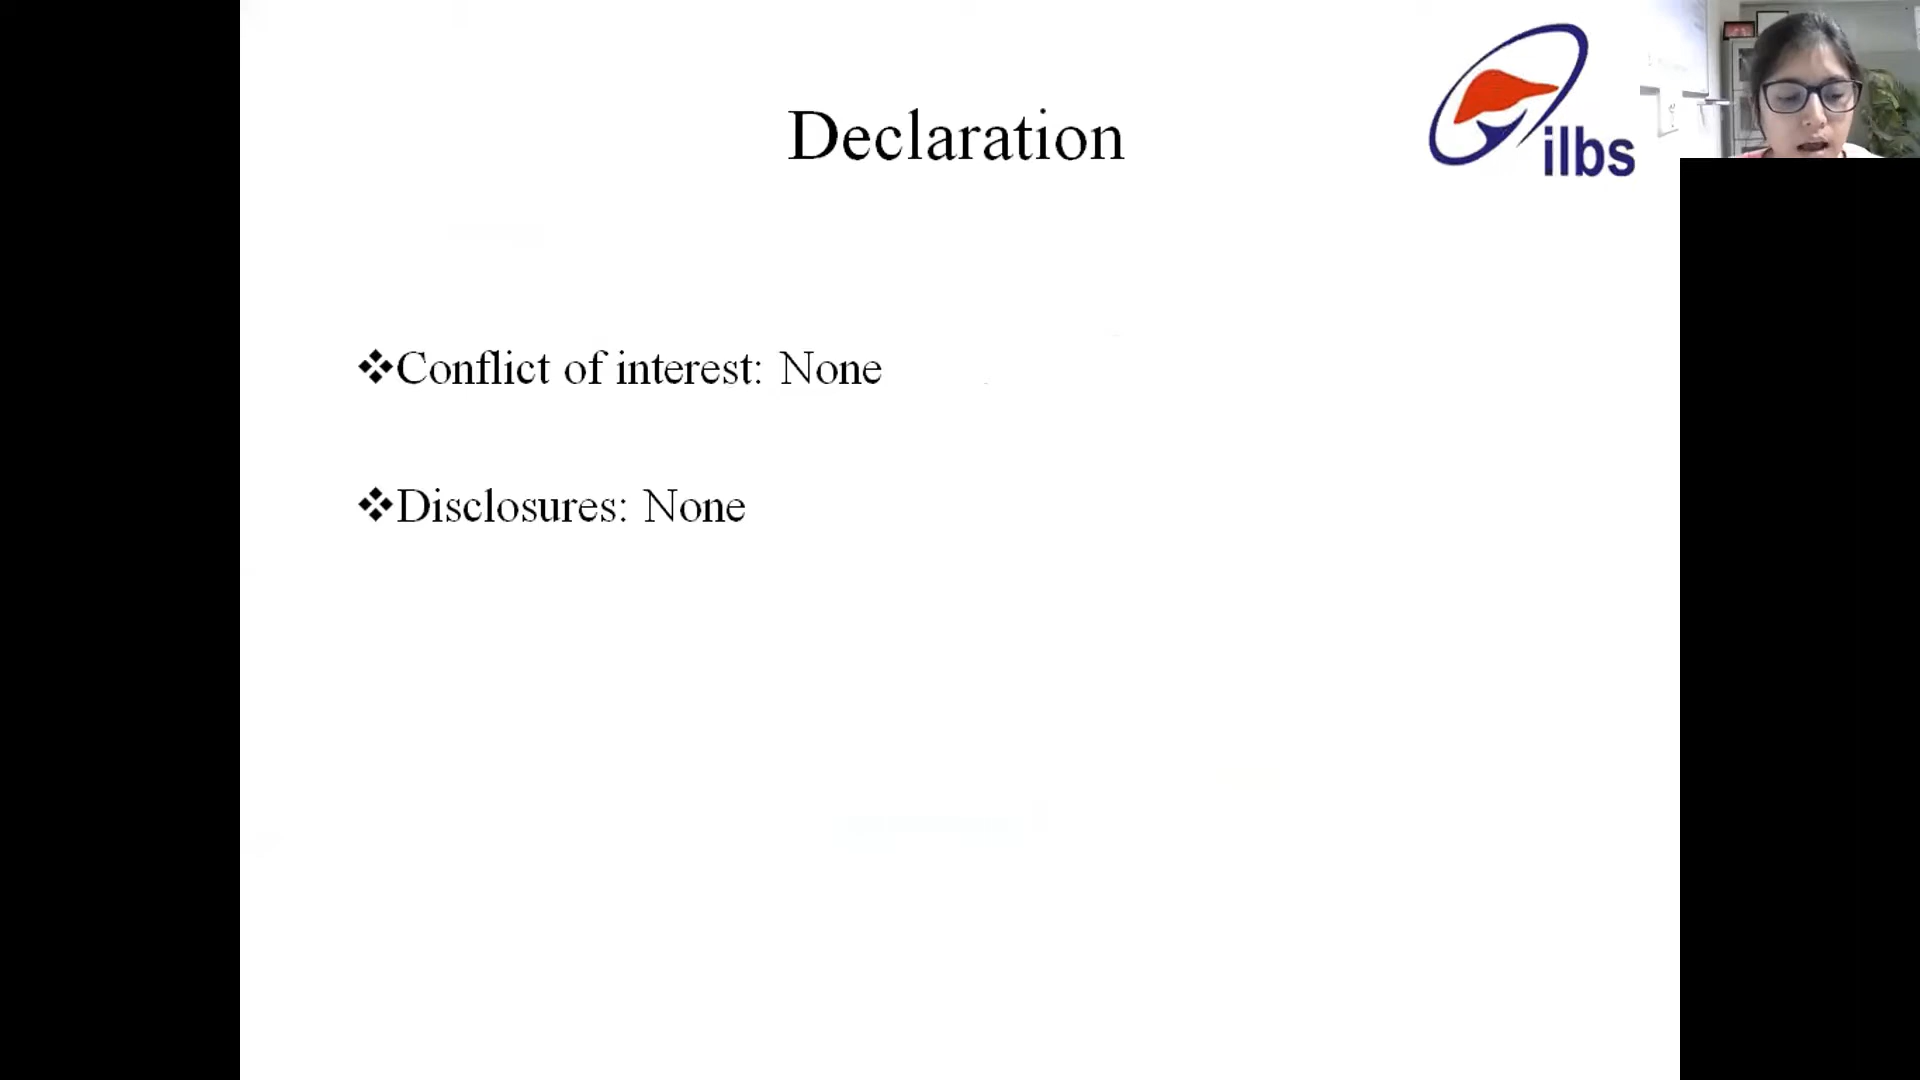 Declaration
ilbs
❖Conflict of interest: None
❖Disclosures: None